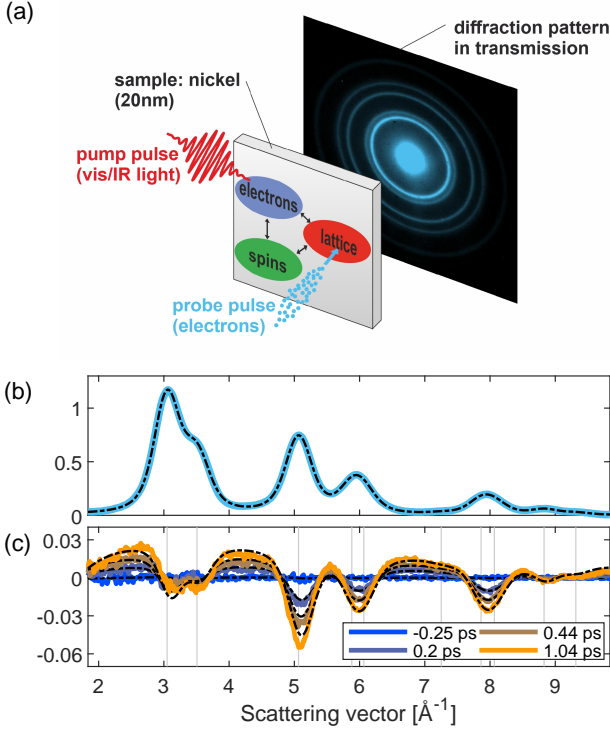 (a)
diffraction pattern
in transmission
sample: nickel
(20nm)
pump pulse
(vis/IR light)
electrons
lattice
spins
probe pulse
(electrons)
(b)
1
0.5
0
(c)
0.03
0
-0.03
-0.06
-0.25 ps
0.44 ps
0.2 ps
1.04 ps
2 3 4 5 6 7 8 9
Scattering vector [Å⁻¹]